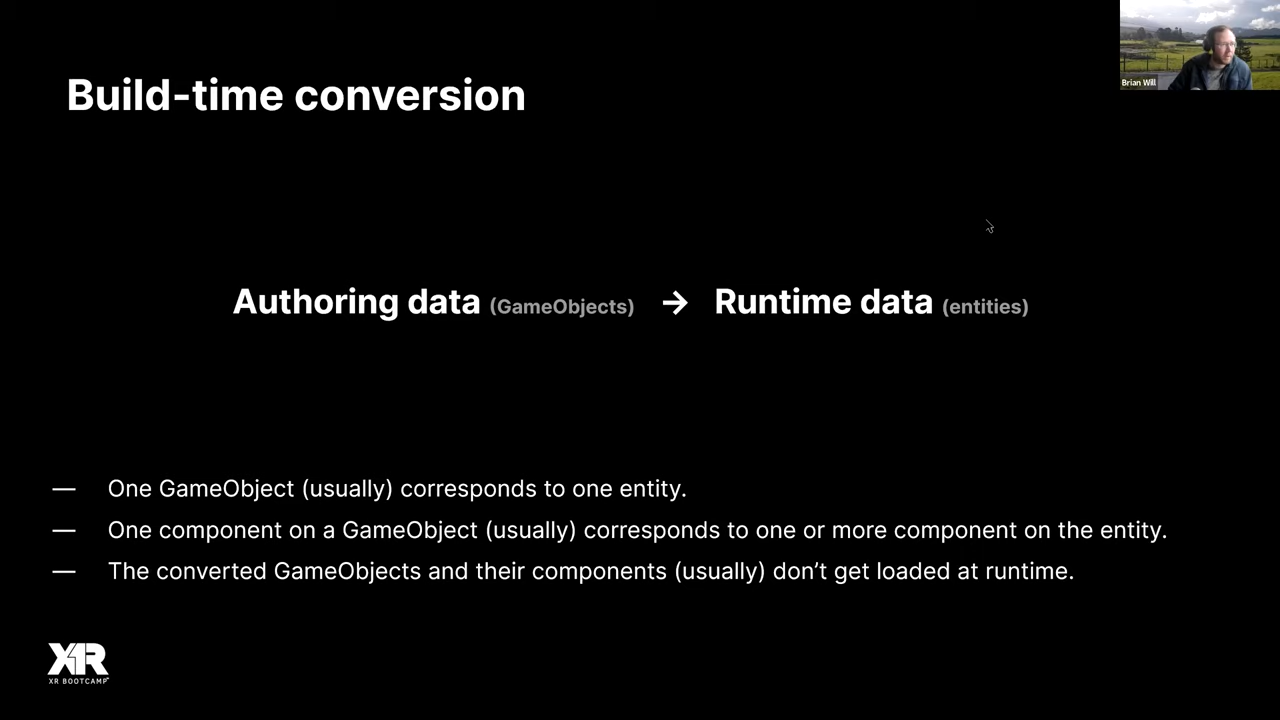 Brian Will
Build-time conversion
Authoring data (GameObjects) → Runtime data (entities)
— One GameObject (usually) corresponds to one entity.
— One component on a GameObject (usually) corresponds to one or more component on the entity.
— The converted GameObjects and their components (usually) don’t get loaded at runtime.
XR
XR BOOTCAMP